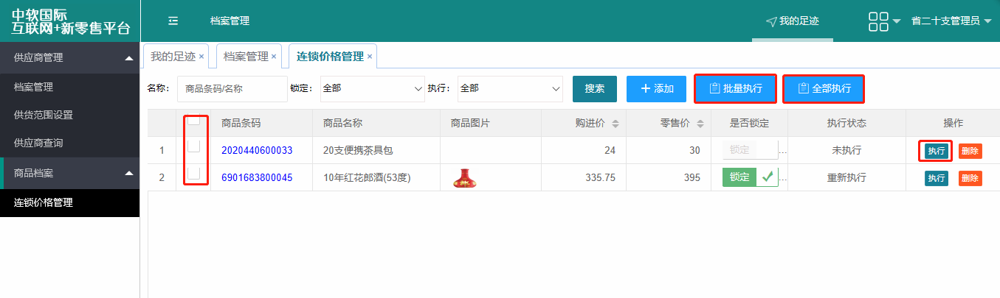 中软国际
互联网+新零售平台
档案管理
我的足迹
省二十支管理员
供应商管理
档案管理
供货范围设置
供应商查询
商品档案
连锁价格管理
我的足迹 ×
档案管理 ×
连锁价格管理 ×
名称： 商品条码/名称 锁定： 全部 执行： 全部 搜索 + 添加 批量执行 全部执行
商品条码 商品名称 商品图片 购进价 零售价 是否锁定 执行状态 操作
1 2020440600033 20支便携茶具包 24 30 锁定 ... 未执行 执行 删除
2 6901683800045 10年红花郎酒(53度) 335.75 395 锁定 ... 重新执行 执行 删除